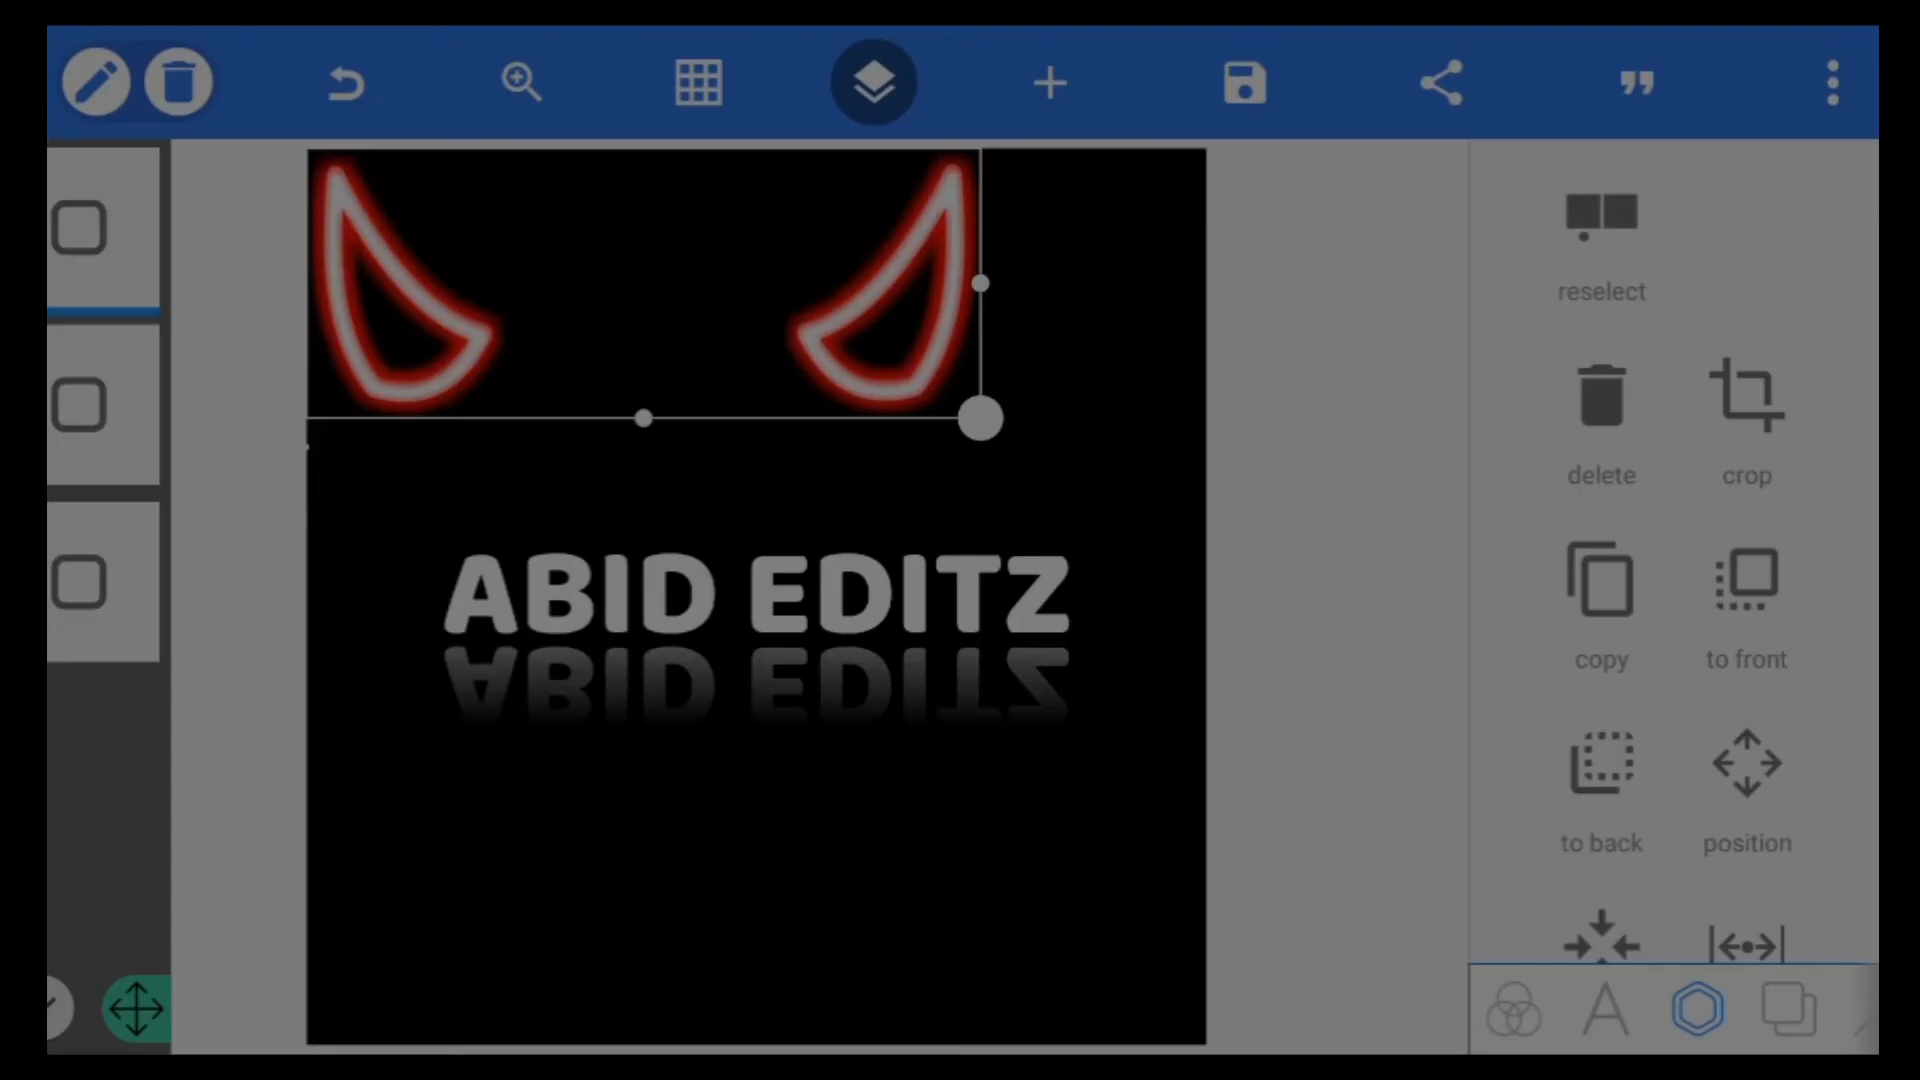 reselect
delete
crop
ABID EDITZ
ABID EDITZ
copy
to front
to back
position